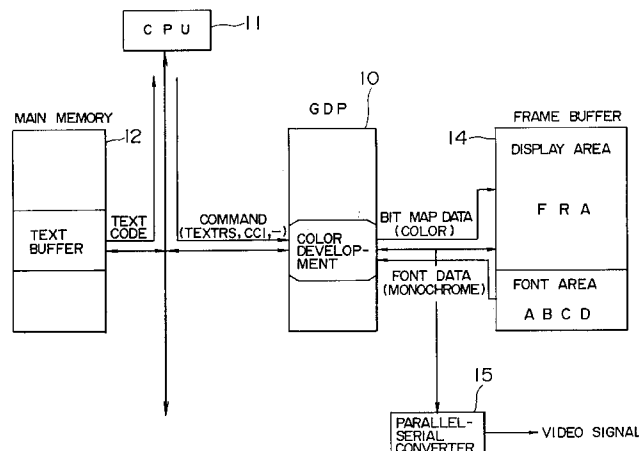 CPU
11
MAIN MEMORY
12
TEXT
BUFFER
TEXT
CODE
COMMAND
(TEXTRS, CCI,-)
GDP
10
COLOR
DEVELOP-
MENT
BIT MAP DATA
(COLOR)
FONT DATA
(MONOCHROME)
FRAME BUFFER
14
DISPLAY AREA
F R A
FONT AREA
A B C D
15
PARALLEL-
SERIAL
CONVERTER
VIDEO SIGNAL